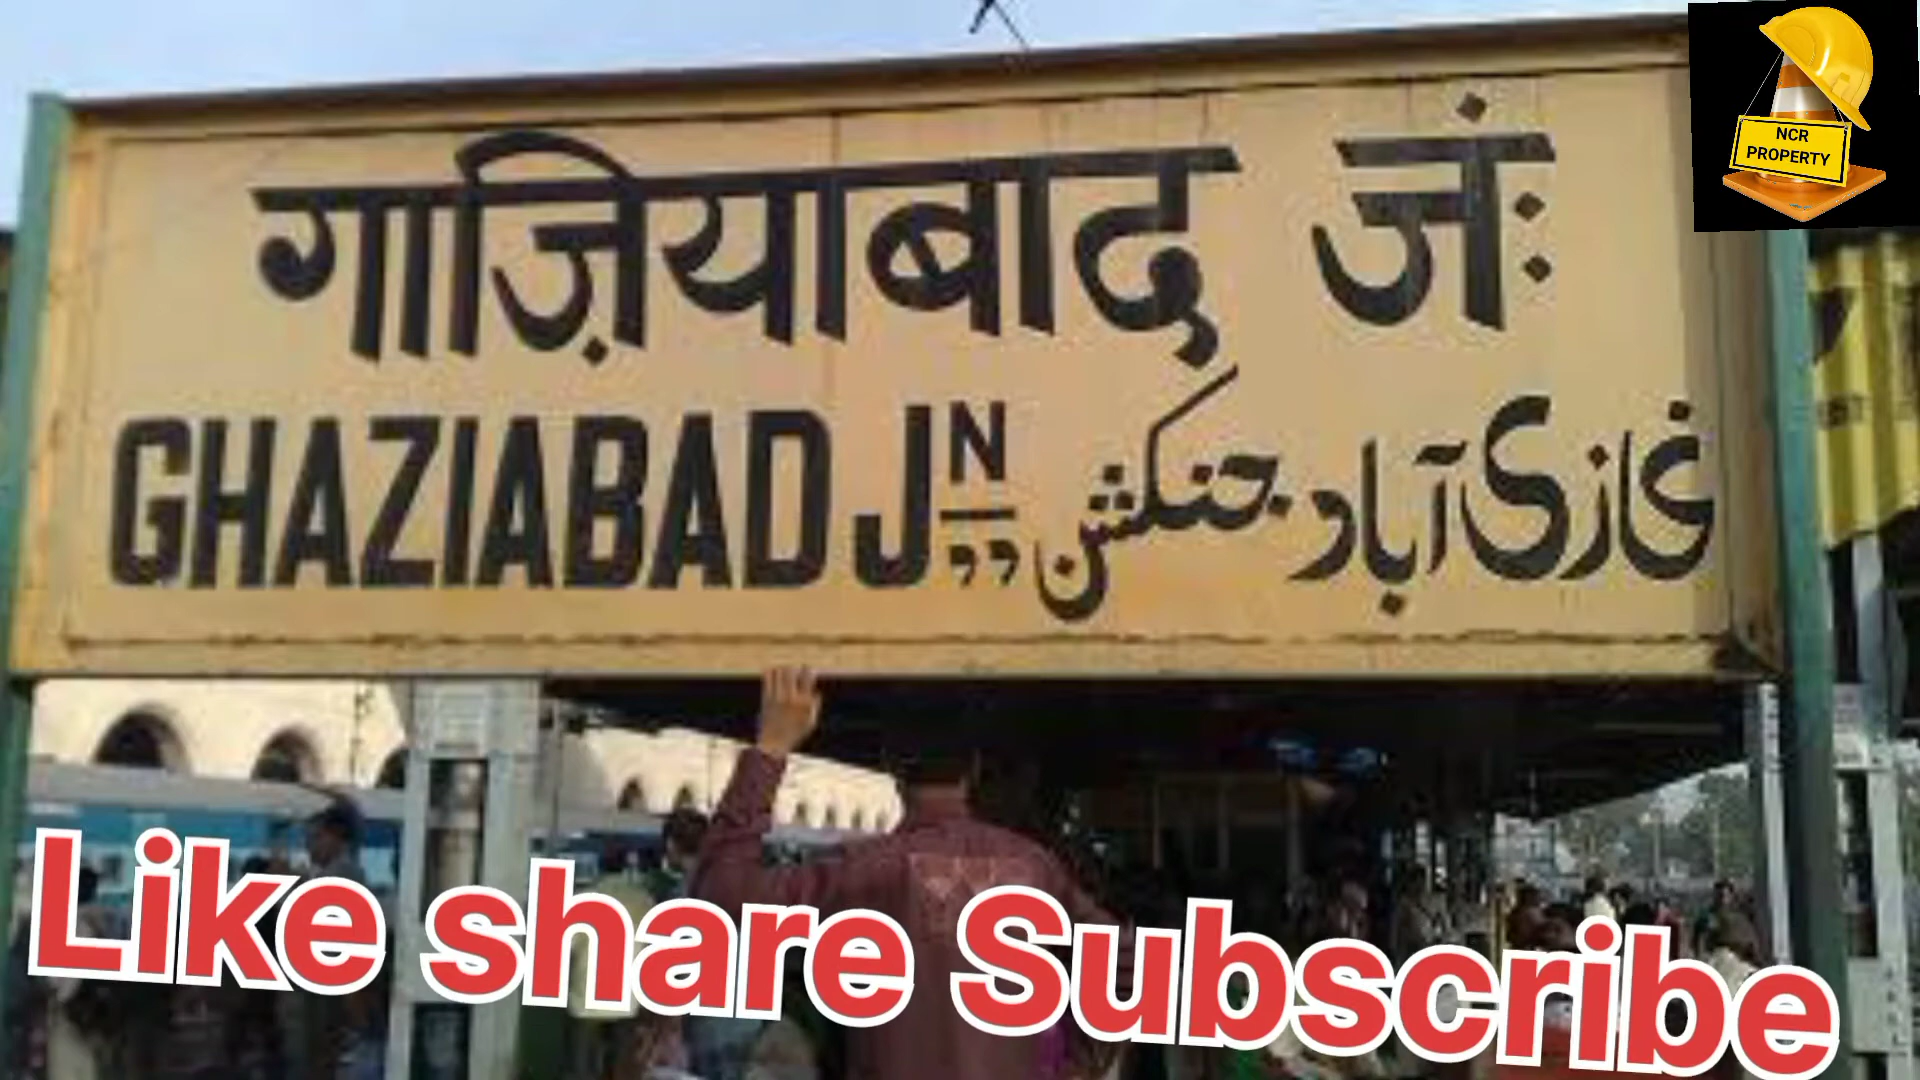 NCR
PROPERTY
गाज़ियाबाद जं:
GHAZIABAD JN
غازی آباد جنکشن
Like share Subscribe